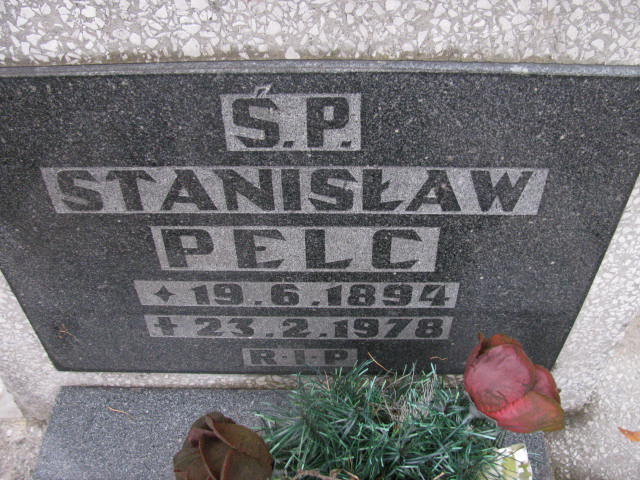 Ś.P.
STANISŁAW
PELC
✦ 19.6.1894
✝ 23.2.1978
R·I·P